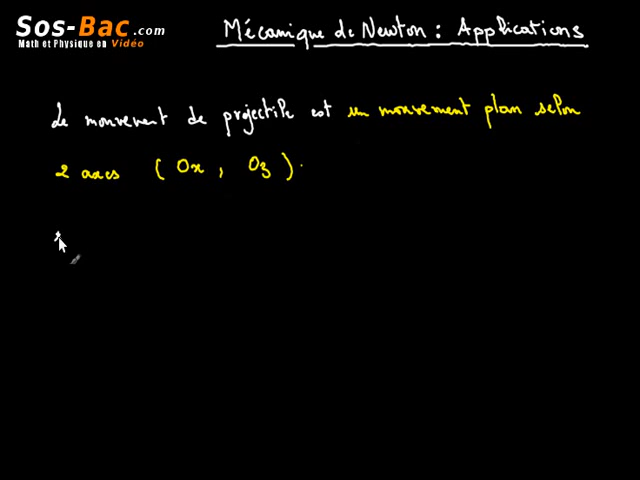 Sos-Bac.com
Math et Physique en Vidéo
Mécanique de Newton : Applications
Le mouvement de projectile est un mouvement plan selon
2 axes ( Ox , Oz ).